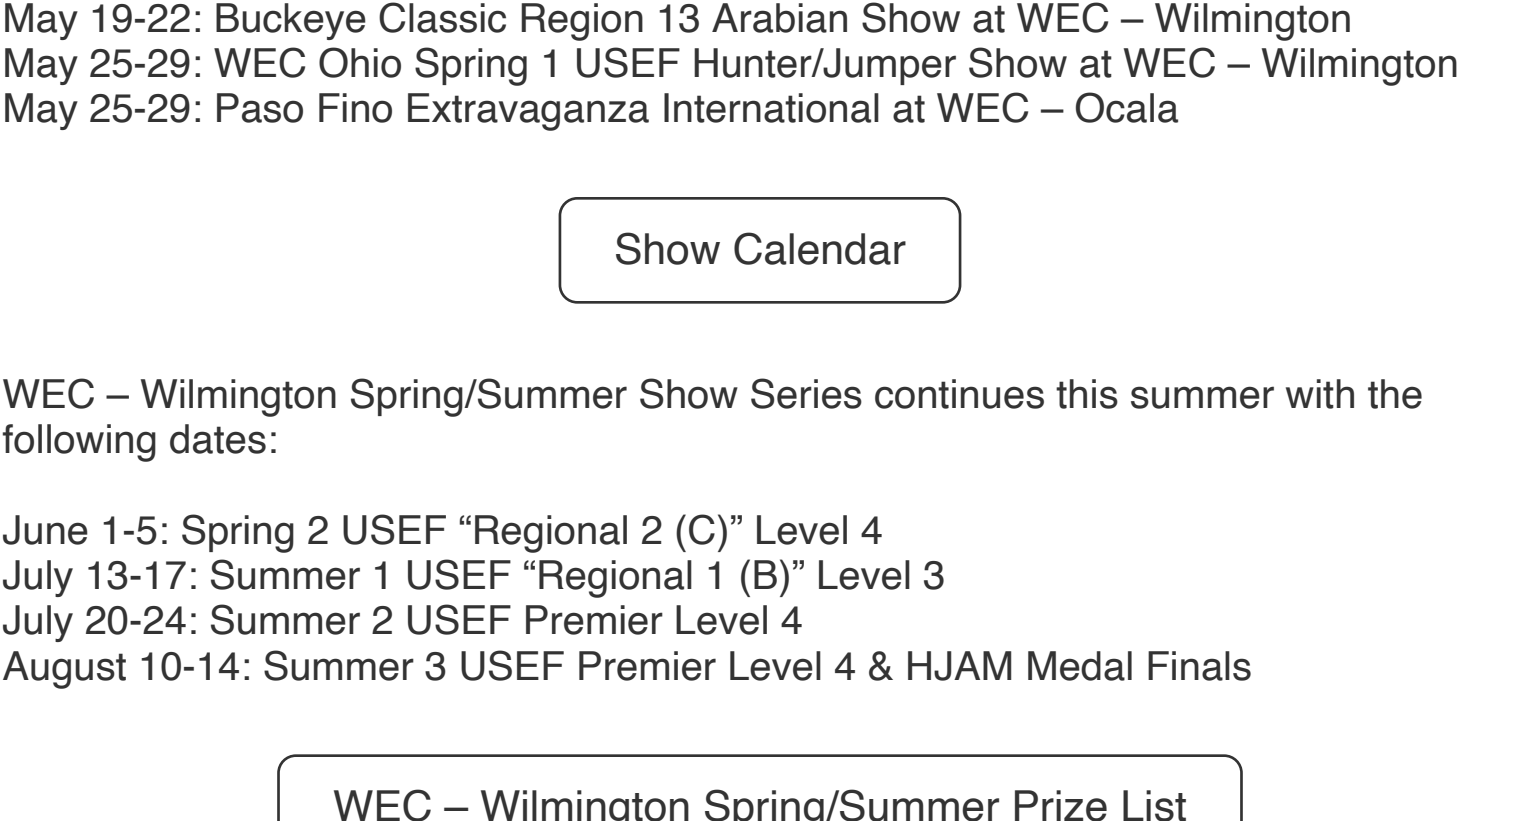 May 19-22: Buckeye Classic Region 13 Arabian Show at WEC – Wilmington
May 25-29: WEC Ohio Spring 1 USEF Hunter/Jumper Show at WEC – Wilmington
May 25-29: Paso Fino Extravaganza International at WEC – Ocala
Show Calendar
WEC – Wilmington Spring/Summer Show Series continues this summer with the
following dates:
June 1-5: Spring 2 USEF “Regional 2 (C)” Level 4
July 13-17: Summer 1 USEF “Regional 1 (B)” Level 3
July 20-24: Summer 2 USEF Premier Level 4
August 10-14: Summer 3 USEF Premier Level 4 & HJAM Medal Finals
WEC – Wilmington Spring/Summer Prize List